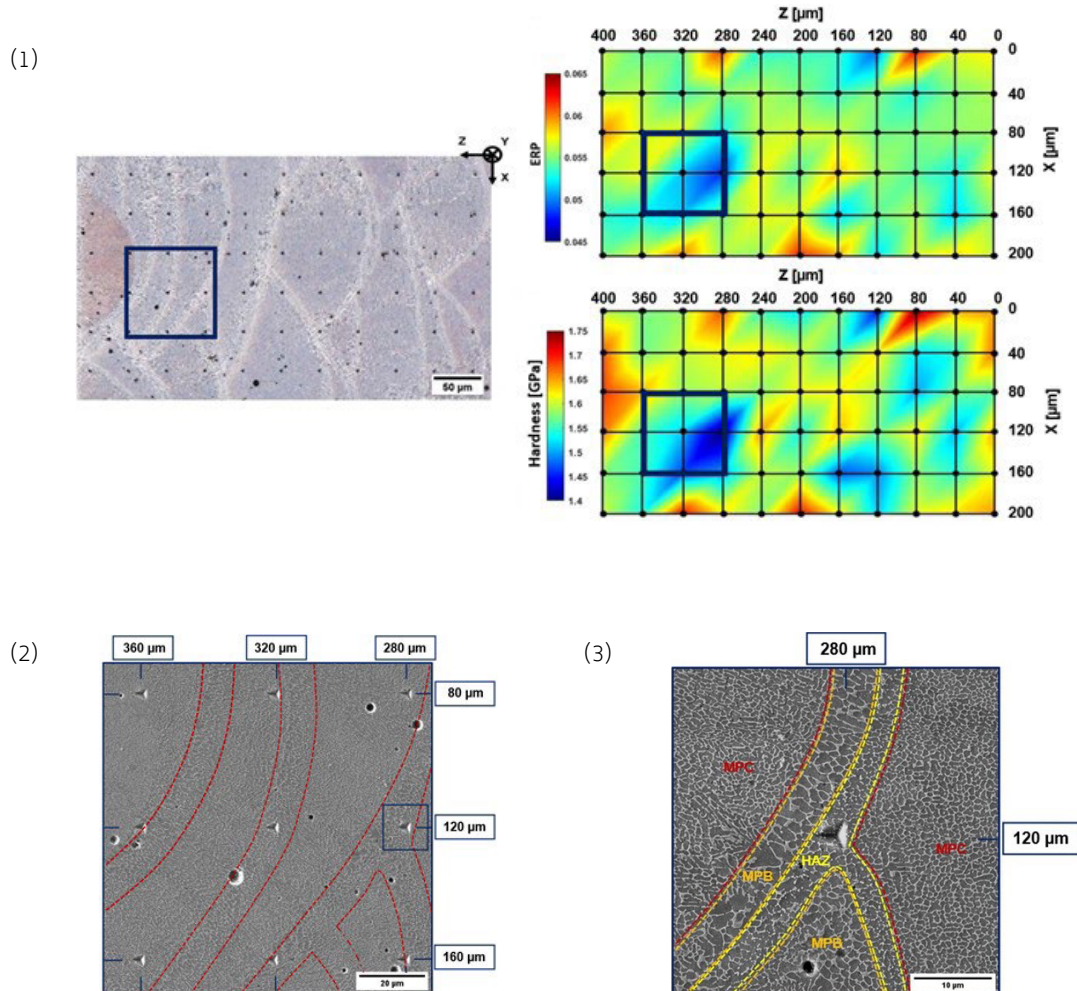 (1)
Z Y
X
50 µm
Z [µm]
400 360 320 280 240 200 160 120 80 40 0
0
40
80
120
160
200
X [µm]
ERP
0.065
0.06
0.055
0.05
0.045
Z [µm]
400 360 320 280 240 200 160 120 80 40 0
0
40
80
120
160
200
X [µm]
Hardness [GPa]
1.75
1.7
1.65
1.6
1.55
1.5
1.45
1.4
(2)
360 µm 320 µm 280 µm
80 µm
120 µm
160 µm
20 µm
(3)
280 µm
MPC
MPC
120 µm
HAZ
MPB
MPB
10 µm